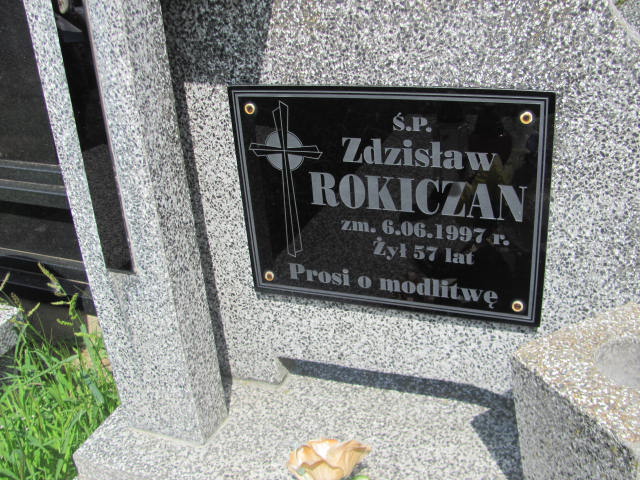 Ś.P.
Zdzisław
ROKICZAN
zm. 6.06.1997 r.
Żył 57 lat
Prosi o modlitwę